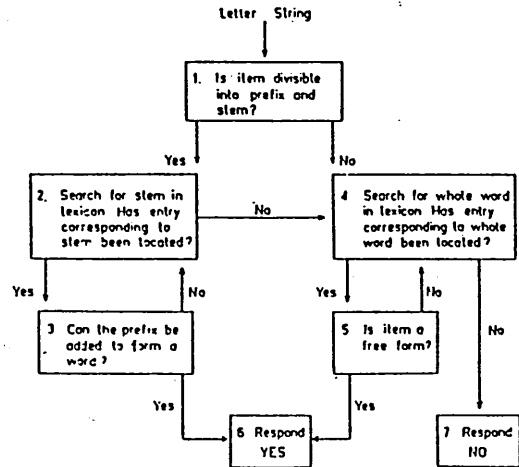 Letter String
1. Is item divisible
into prefix and
stem?
Yes
No
2. Search for stem in
lexicon Has entry
corresponding to
stem been located?
No
4 Search for whole word
in lexicon Has entry
corresponding to whole
word been located?
Yes
No
Yes
No
No
3 Can the prefix be
added to form a
word?
5 Is item a
free form?
Yes
Yes
6 Respond
YES
7 Respond
NO